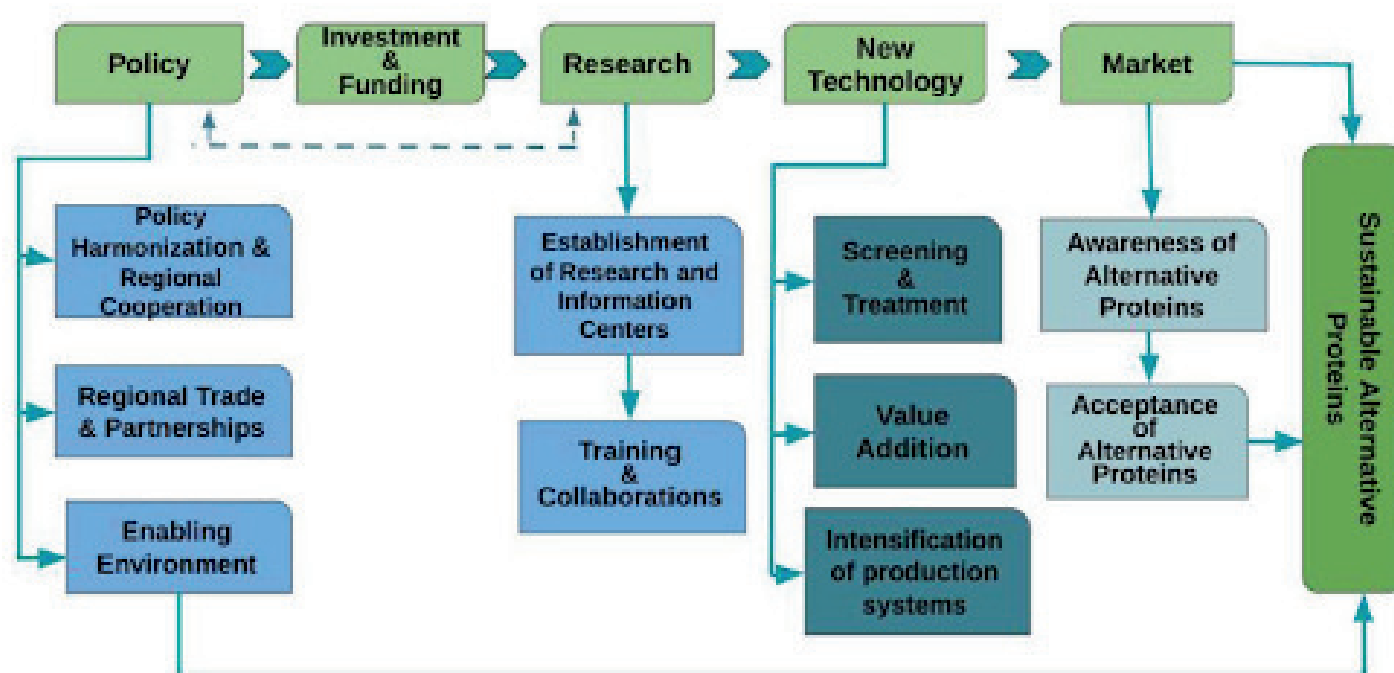 Policy
Investment
&
Funding
Research
New
Technology
Market
Policy
Harmonization &
Regional
Cooperation
Regional Trade
& Partnerships
Enabling
Environment
Establishment
of Research and
Information
Centers
Training
&
Collaborations
Screening
&
Treatment
Value
Addition
Intensification
of production
systems
Awareness of
Alternative
Proteins
Acceptance
of
Alternative
Proteins
Sustainable Alternative
Proteins